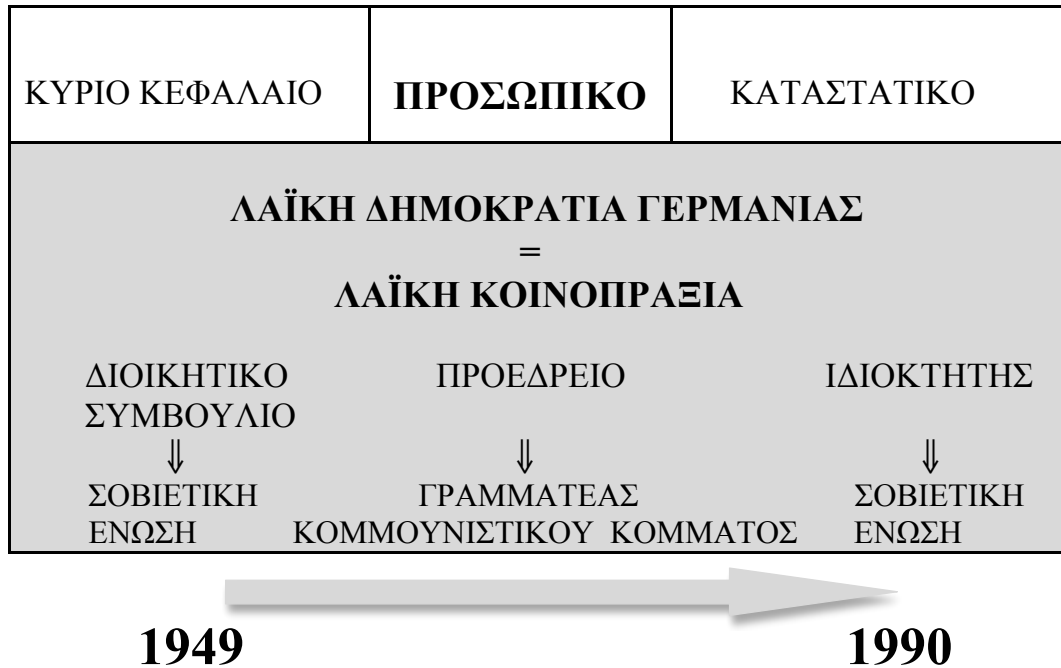 ΚΥΡΙΟ ΚΕΦΑΛΑΙΟ ΠΡΟΣΩΠΙΚΟ ΚΑΤΑΣΤΑΤΙΚΟ
ΛΑΪΚΗ ΔΗΜΟΚΡΑΤΙΑ ΓΕΡΜΑΝΙΑΣ
=
ΛΑΪΚΗ ΚΟΙΝΟΠΡΑΞΙΑ
ΔΙΟΙΚΗΤΙΚΟ ΠΡΟΕΔΡΕΙΟ ΙΔΙΟΚΤΗΤΗΣ
ΣΥΜΒΟΥΛΙΟ
⇓ ⇓ ⇓
ΣΟΒΙΕΤΙΚΗ ΓΡΑΜΜΑΤΕΑΣ ΣΟΒΙΕΤΙΚΗ
ΕΝΩΣΗ ΚΟΜΜΟΥΝΙΣΤΙΚΟΥ ΚΟΜΜΑΤΟΣ ΕΝΩΣΗ
1949 1990